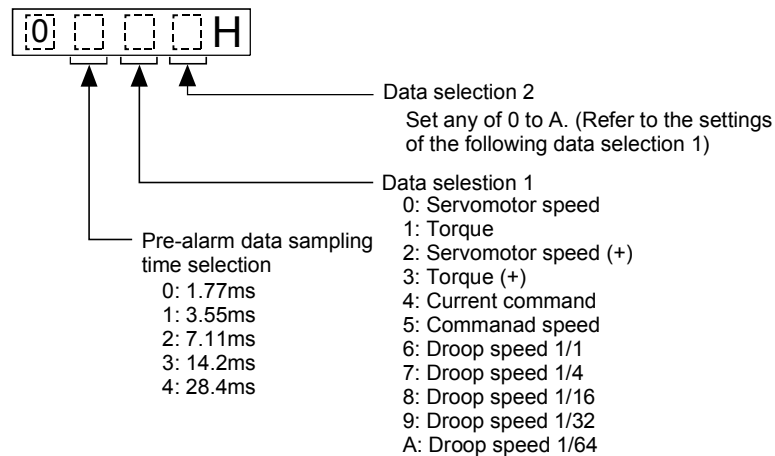 0 H
Data selection 2
Set any of 0 to A. (Refer to the settings
of the following data selection 1)
Data selestion 1
0: Servomotor speed
1: Torque
2: Servomotor speed (+)
3: Torque (+)
4: Current command
5: Commanad speed
6: Droop speed 1/1
7: Droop speed 1/4
8: Droop speed 1/16
9: Droop speed 1/32
A: Droop speed 1/64
Pre-alarm data sampling
time selection
0: 1.77ms
1: 3.55ms
2: 7.11ms
3: 14.2ms
4: 28.4ms